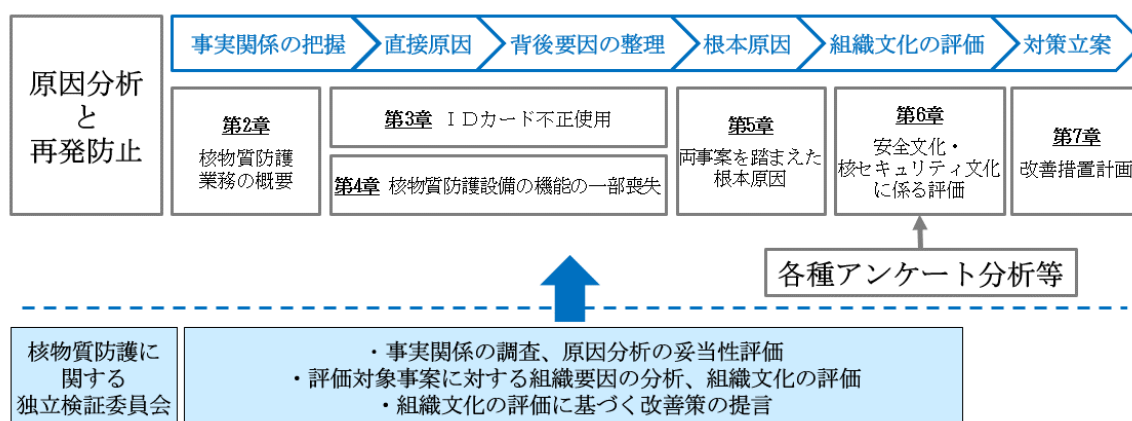 事実関係の把握
直接原因
背後要因の整理
根本原因
組織文化の評価
対策立案
原因分析
と
再発防止
第2章
核物質防護
業務の概要
第3章 ＩＤカード不正使用
第4章 核物質防護設備の機能の一部喪失
第5章
両事案を踏まえた
根本原因
第6章
安全文化・
核セキュリティ文化
に係る評価
第7章
改善措置計画
各種アンケート分析等
核物質防護に
関する
独立検証委員会
・事実関係の調査、原因分析の妥当性評価
・評価対象事案に対する組織要因の分析、組織文化の評価
・組織文化の評価に基づく改善策の提言